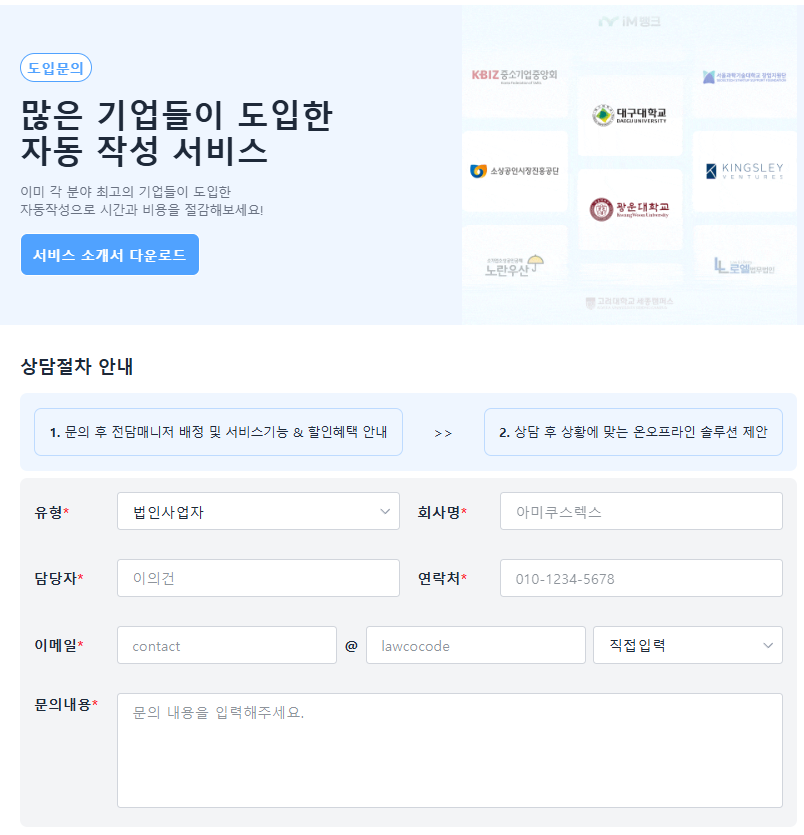 도입문의
많은 기업들이 도입한
자동 작성 서비스
이미 각 분야 최고의 기업들이 도입한
자동작성으로 시간과 비용을 절감해보세요!
서비스 소개서 다운로드
iM뱅크
KBIZ 중소기업중앙회
서울과학기술대학교 창업지원단
대구대학교
DAEGU UNIVERSITY
소상공인시장진흥공단
KINGSLEY
VENTURES
광운대학교
KwangWoon University
노란우산
로엘법무법인
고려대학교 세종캠퍼스
상담절차 안내
1. 문의 후 전담매니저 배정 및 서비스기능 & 할인혜택 안내 >> 2. 상담 후 상황에 맞는 온오프라인 솔루션 제안
유형* 법인사업자 회사명* 아미쿠스렉스
담당자* 이의건 연락처* 010-1234-5678
이메일* contact @ lawcocode 직접입력
문의내용* 문의 내용을 입력해주세요.